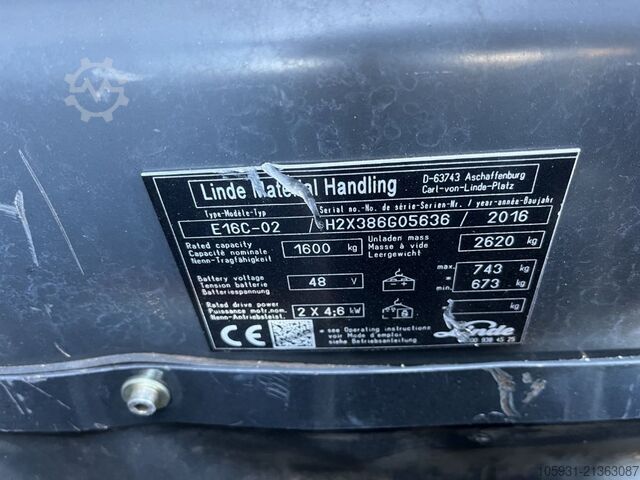 Linde Material Handling
D-63743 Aschaffenburg
Carl-von-Linde-Platz
Type-Modèle-Typ
Serial no.-No. de série-Serien-Nr. / year-année-Baujahr
E16C-02 / H2X386G05636 / 2016
Rated capacity
Capacité nominale
Nenn-Tragfähigkeit
1600 kg
Unladen mass
Masse à vide
Leergewicht
2620 kg
Battery voltage
Tension batterie
Batteriespannung
48 V
max. 743 kg
min. 673 kg
Rated drive power
Puissance motr.nom.
Nenn-Antriebsleist.
2 X 4,6 kW
kg
CE
see Operating instructions
voir Mode d'emploi
siehe Betriebsanleitung
Linde
105931-21363087